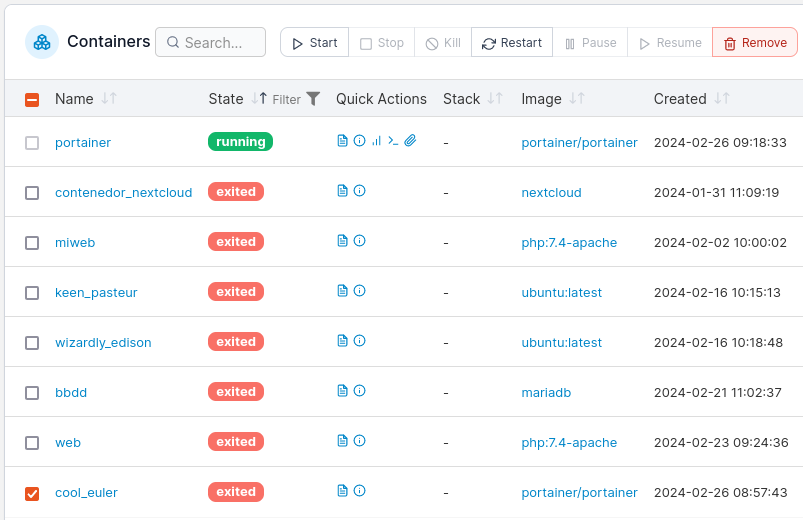 Containers Search... Start Stop Kill Restart Pause Resume Remove
Name State Filter Quick Actions Stack Image Created
portainer running - portainer/portainer 2024-02-26 09:18:33
contenedor_nextcloud exited - nextcloud 2024-01-31 11:09:19
miweb exited - php:7.4-apache 2024-02-02 10:00:02
keen_pasteur exited - ubuntu:latest 2024-02-16 10:15:13
wizardly_edison exited - ubuntu:latest 2024-02-16 10:18:48
bbdd exited - mariadb 2024-02-21 11:02:37
web exited - php:7.4-apache 2024-02-23 09:24:36
cool_euler exited - portainer/portainer 2024-02-26 08:57:43